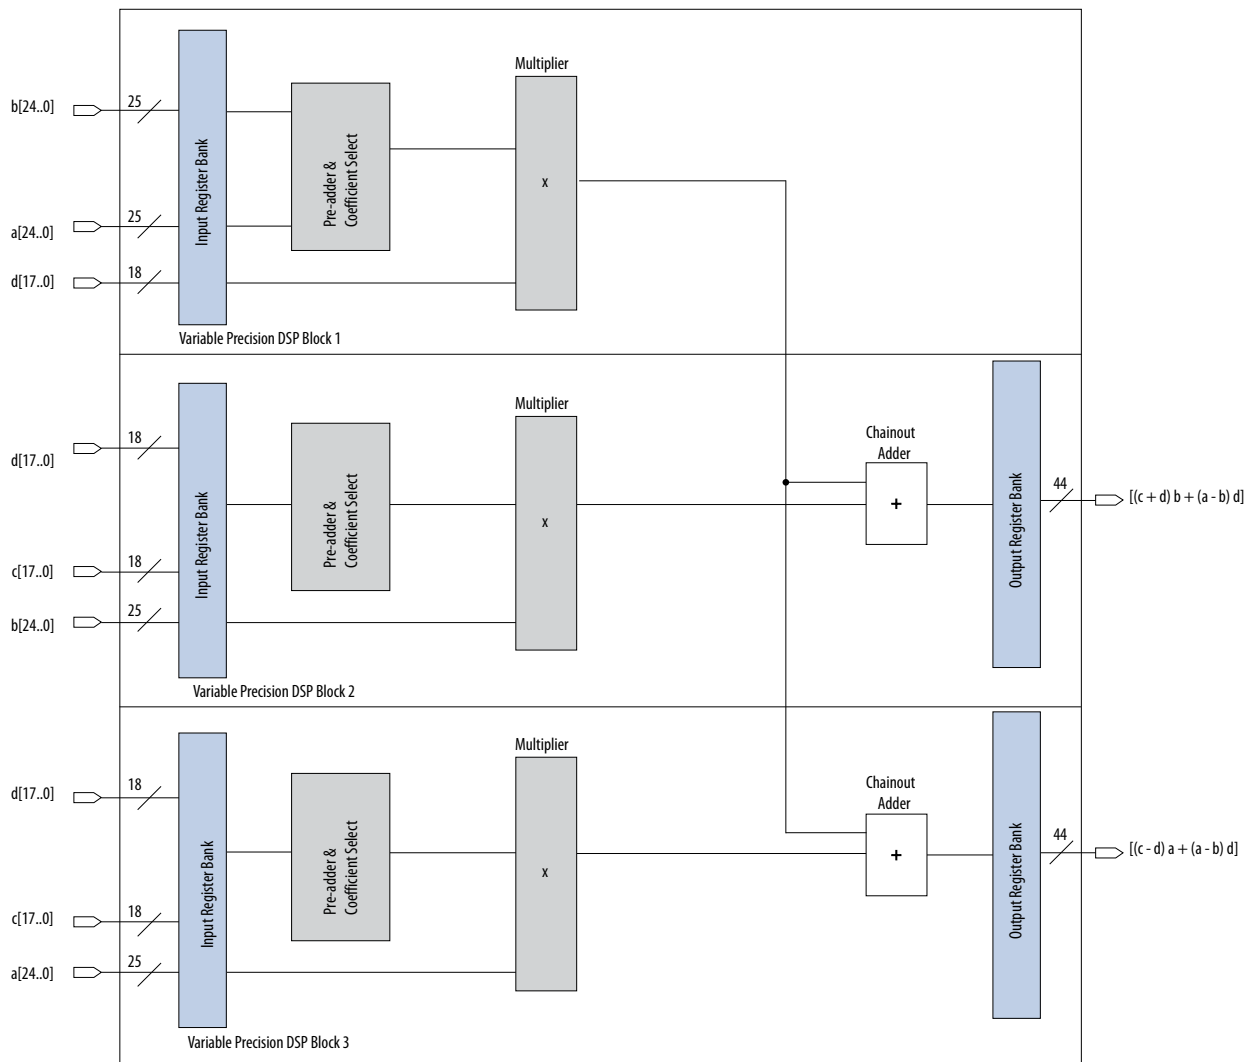 Multiplier
b[24..0]
25
Input Register Bank
Pre-adder &
Coefficient Select
x
a[24..0]
25
d[17..0]
18
Variable Precision DSP Block 1
Multiplier
d[17..0]
18
Input Register Bank
Pre-adder &
Coefficient Select
x
Chainout
Adder
+
Output Register Bank
44
[(c + d) b + (a - b) d]
c[17..0]
18
b[24..0]
25
Variable Precision DSP Block 2
Multiplier
d[17..0]
18
Input Register Bank
Pre-adder &
Coefficient Select
x
Chainout
Adder
+
Output Register Bank
44
[(c - d) a + (a - b) d]
c[17..0]
18
a[24..0]
25
Variable Precision DSP Block 3